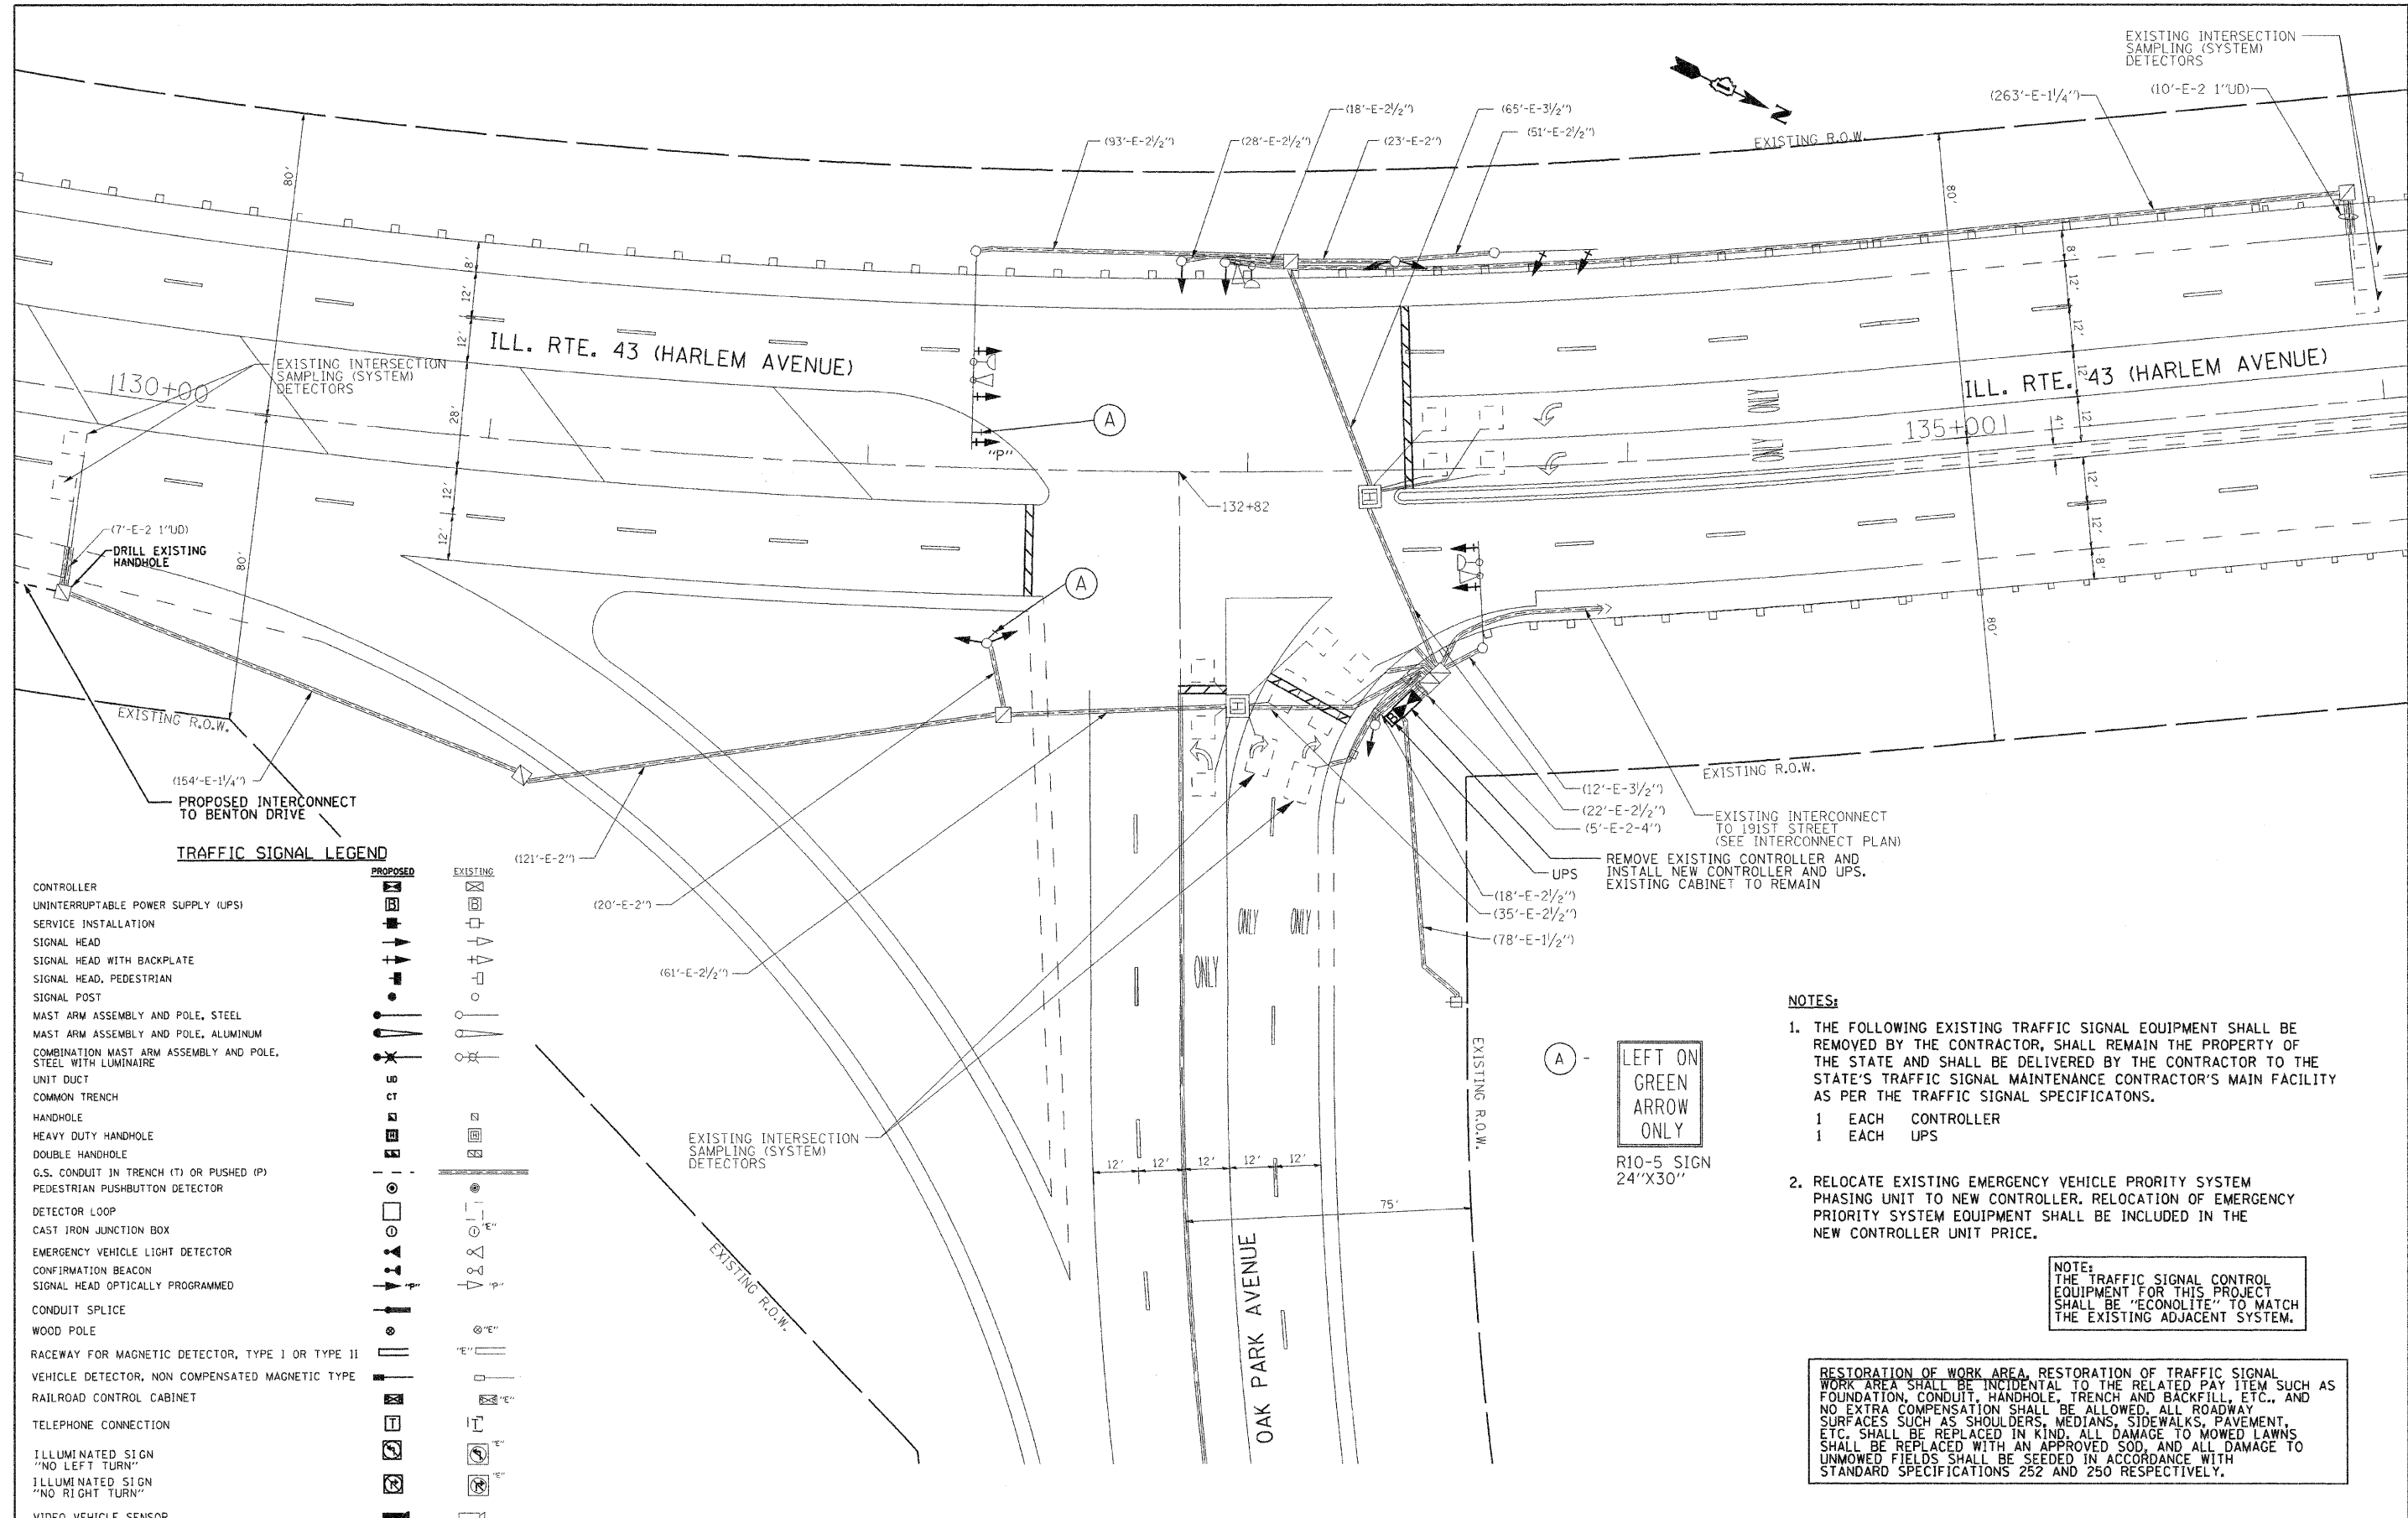 EXISTING INTERSECTION
SAMPLING (SYSTEM)
DETECTORS
(263'-E-1¼")
(10'-E-2 1"UD)
N
(18'-E-2½")
(65'-E-3½")
(93'-E-2½")
(28'-E-2½")
(23'-E-2")
(51'-E-2½")
EXISTING R.O.W.
80'
80'
8'
12'
12'
28'
12'
12'
8'
12'
12'
12'
12'
4'
12'
12'
8'
ILL. RTE. 43 (HARLEM AVENUE)
ILL. RTE. 43 (HARLEM AVENUE)
EXISTING INTERSECTION
SAMPLING (SYSTEM)
DETECTORS
130+00
A
"P"
ONLY
ONLY
135+00
132+82
H
(7'-E-2 1"UD)
DRILL EXISTING
HANDHOLE
80'
A
80'
H
B
EXISTING R.O.W.
EXISTING R.O.W.
(154'-E-1¼")
PROPOSED INTERCONNECT
TO BENTON DRIVE
(12'-E-3½")
(22'-E-2½")
(5'-E-2-4")
EXISTING INTERCONNECT
TO 191ST STREET
(SEE INTERCONNECT PLAN)
REMOVE EXISTING CONTROLLER AND
INSTALL NEW CONTROLLER AND UPS.
EXISTING CABINET TO REMAIN
UPS
(18'-E-2½")
(35'-E-2½")
(78'-E-1½")
(121'-E-2")
(20'-E-2")
(61'-E-2½")
ONLY
ONLY
ONLY
EXISTING INTERSECTION
SAMPLING (SYSTEM)
DETECTORS
12'
12'
12'
12'
12'
75'
OAK PARK AVENUE
EXISTING R.O.W.
EXISTING R.O.W.
TRAFFIC SIGNAL LEGEND
PROPOSED EXISTING
CONTROLLER
UNINTERRUPTABLE POWER SUPPLY (UPS) B B
SERVICE INSTALLATION
SIGNAL HEAD
SIGNAL HEAD WITH BACKPLATE
SIGNAL HEAD, PEDESTRIAN
SIGNAL POST
MAST ARM ASSEMBLY AND POLE, STEEL
MAST ARM ASSEMBLY AND POLE, ALUMINUM
COMBINATION MAST ARM ASSEMBLY AND POLE,
STEEL WITH LUMINAIRE
UNIT DUCT UD
COMMON TRENCH CT
HANDHOLE
HEAVY DUTY HANDHOLE H H
DOUBLE HANDHOLE
G.S. CONDUIT IN TRENCH (T) OR PUSHED (P)
PEDESTRIAN PUSHBUTTON DETECTOR
DETECTOR LOOP
CAST IRON JUNCTION BOX "E"
EMERGENCY VEHICLE LIGHT DETECTOR
CONFIRMATION BEACON
SIGNAL HEAD OPTICALLY PROGRAMMED "P" "P"
CONDUIT SPLICE
WOOD POLE "E"
RACEWAY FOR MAGNETIC DETECTOR, TYPE I OR TYPE II "E"
VEHICLE DETECTOR, NON COMPENSATED MAGNETIC TYPE
RAILROAD CONTROL CABINET "E"
TELEPHONE CONNECTION T T
ILLUMINATED SIGN "E"
"NO LEFT TURN"
ILLUMINATED SIGN "E"
"NO RIGHT TURN"
VIDEO VEHICLE SENSOR
A -
LEFT ON
GREEN
ARROW
ONLY
R10-5 SIGN
24"X30"
NOTES:
1. THE FOLLOWING EXISTING TRAFFIC SIGNAL EQUIPMENT SHALL BE
REMOVED BY THE CONTRACTOR, SHALL REMAIN THE PROPERTY OF
THE STATE AND SHALL BE DELIVERED BY THE CONTRACTOR TO THE
STATE'S TRAFFIC SIGNAL MAINTENANCE CONTRACTOR'S MAIN FACILITY
AS PER THE TRAFFIC SIGNAL SPECIFICATONS.
1 EACH CONTROLLER
1 EACH UPS
2. RELOCATE EXISTING EMERGENCY VEHICLE PRORITY SYSTEM
PHASING UNIT TO NEW CONTROLLER. RELOCATION OF EMERGENCY
PRIORITY SYSTEM EQUIPMENT SHALL BE INCLUDED IN THE
NEW CONTROLLER UNIT PRICE.
NOTE:
THE TRAFFIC SIGNAL CONTROL
EQUIPMENT FOR THIS PROJECT
SHALL BE "ECONOLITE" TO MATCH
THE EXISTING ADJACENT SYSTEM.
RESTORATION OF WORK AREA. RESTORATION OF TRAFFIC SIGNAL
WORK AREA SHALL BE INCIDENTAL TO THE RELATED PAY ITEM SUCH AS
FOUNDATION, CONDUIT, HANDHOLE, TRENCH AND BACKFILL, ETC., AND
NO EXTRA COMPENSATION SHALL BE ALLOWED. ALL ROADWAY
SURFACES SUCH AS SHOULDERS, MEDIANS, SIDEWALKS, PAVEMENT,
ETC. SHALL BE REPLACED IN KIND. ALL DAMAGE TO MOWED LAWNS
SHALL BE REPLACED WITH AN APPROVED SOD, AND ALL DAMAGE TO
UNMOWED FIELDS SHALL BE SEEDED IN ACCORDANCE WITH
STANDARD SPECIFICATIONS 252 AND 250 RESPECTIVELY.